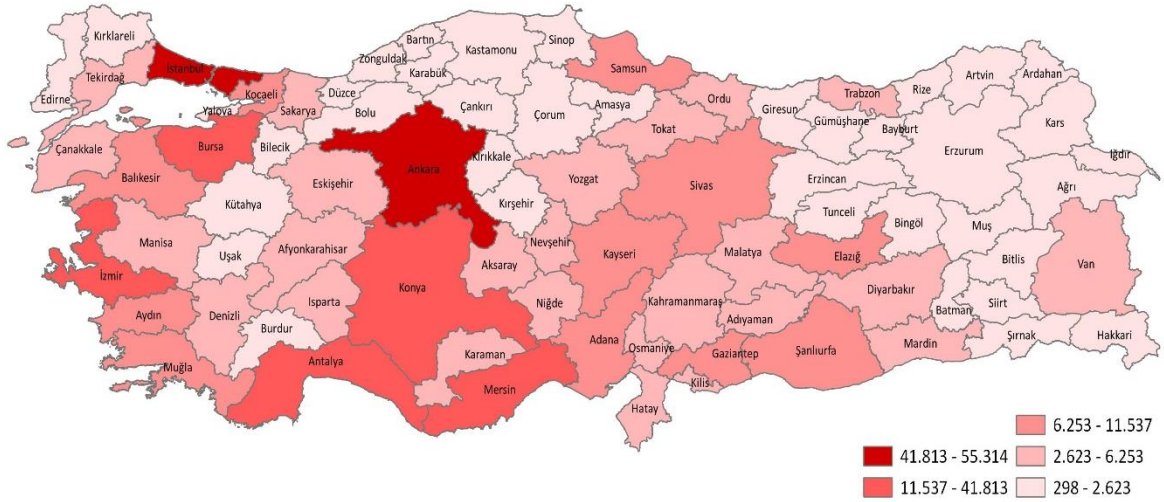 Kırklareli
Edirne
Tekirdağ
İstanbul
Kocaeli
Yalova
Sakarya
Düzce
Zonguldak
Bartın
Karabük
Kastamonu
Sinop
Bolu
Çankırı
Çorum
Samsun
Amasya
Ordu
Tokat
Giresun
Trabzon
Gümüşhane
Bayburt
Rize
Artvin
Ardahan
Kars
Iğdır
Erzurum
Ağrı
Çanakkale
Balıkesir
Bursa
Bilecik
Kütahya
Eskişehir
Ankara
Kırıkkale
Kırşehir
Yozgat
Sivas
Erzincan
Tunceli
Bingöl
Muş
Bitlis
Van
Manisa
İzmir
Uşak
Afyonkarahisar
Konya
Aksaray
Nevşehir
Kayseri
Malatya
Elazığ
Diyarbakır
Batman
Siirt
Şırnak
Hakkari
Aydın
Denizli
Isparta
Burdur
Muğla
Antalya
Karaman
Mersin
Niğde
Adana
Kahramanmaraş
Osmaniye
Adıyaman
Gaziantep
Kilis
Şanlıurfa
Mardin
Hatay
6.253 - 11.537
41.813 - 55.314
2.623 - 6.253
11.537 - 41.813
298 - 2.623